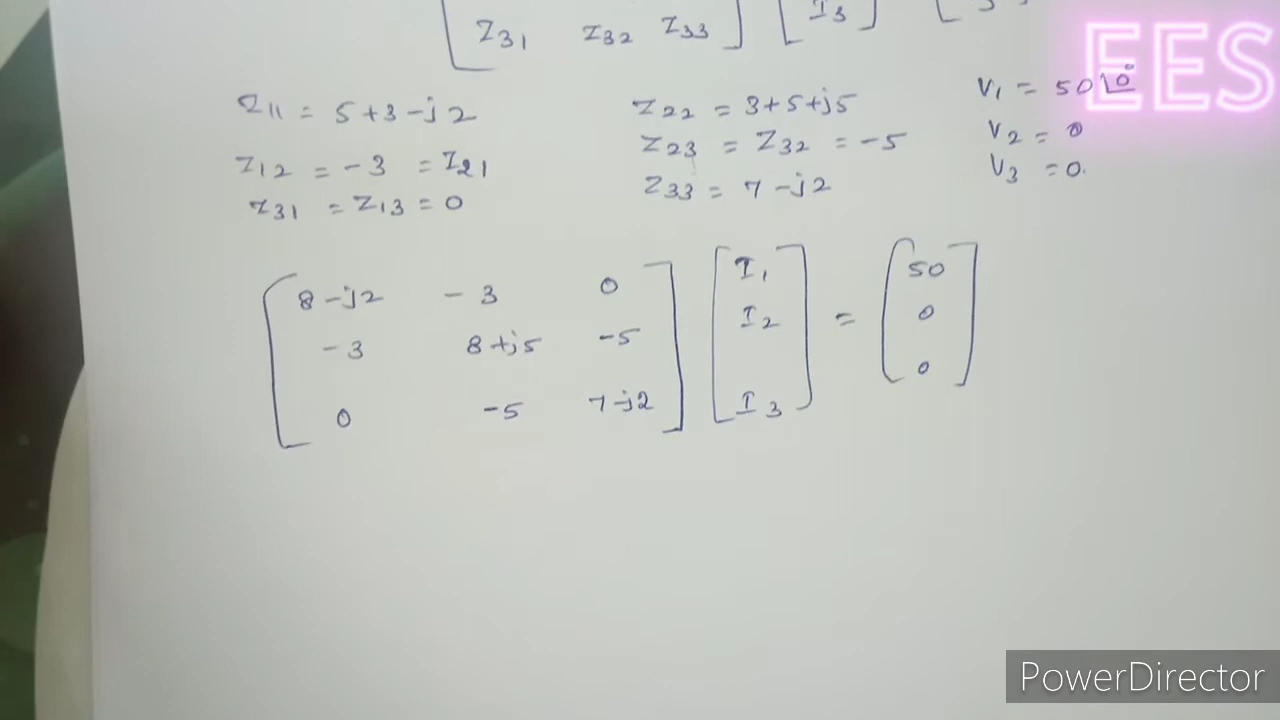 Z31 Z32 Z33 I3
EES
Z11 = 5+3-j2 Z22 = 3+5+j5 V1 = 50∠0°
Z12 = -3 = Z21 Z23 = Z32 = -5 V2 = 0
Z31 = Z13 = 0 Z33 = 7-j2 V3 = 0.
8-j2 -3 0 I1 50
-3 8+j5 -5 I2 = 0
0 -5 7-j2 I3 0
PowerDirector